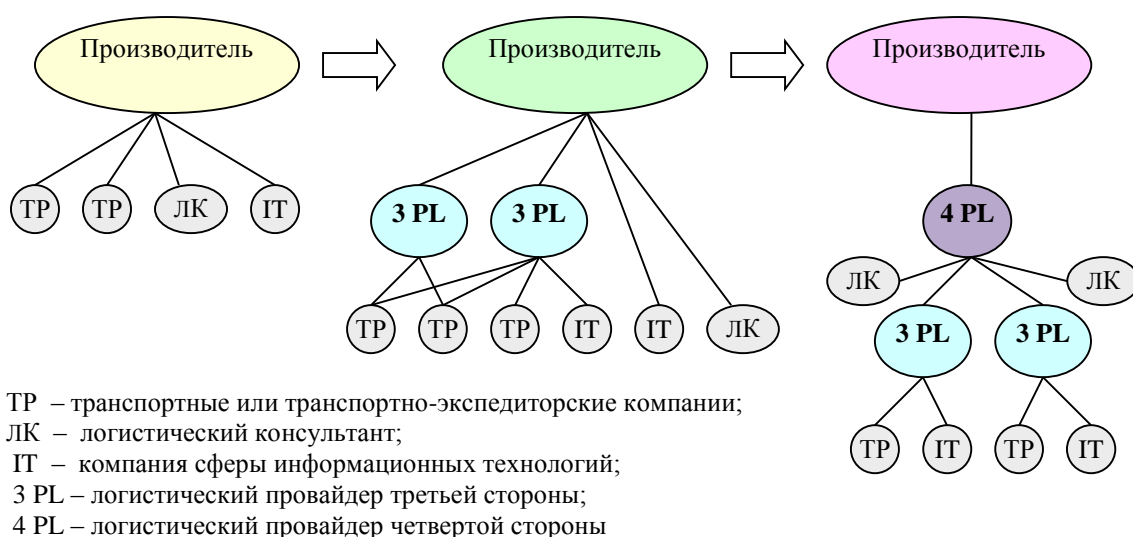 Производитель
Производитель
Производитель
ТР
ТР
ЛК
IT
3 PL
3 PL
4 PL
ТР
ТР
ТР
IT
IT
ЛК
ЛК
ЛК
3 PL
3 PL
ТР
IT
ТР
IT
ТР – транспортные или транспортно-экспедиторские компании;
ЛК – логистический консультант;
IT – компания сферы информационных технологий;
3 PL – логистический провайдер третьей стороны;
4 PL – логистический провайдер четвертой стороны